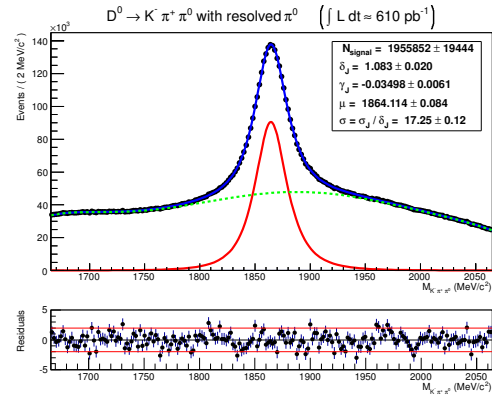 D⁰ → K⁻ π⁺ π⁰ with resolved π⁰ (∫ L dt ≃ 610 pb⁻¹)
×10³
Events / ( 2 MeV/c² )
140
120
100
80
60
40
20
0
N_signal = 1955852 ± 19444
δ_J = 1.083 ± 0.020
γ_J = -0.03498 ± 0.0061
μ = 1864.114 ± 0.084
σ = σ_J / δ_J = 17.25 ± 0.12
1700 1750 1800 1850 1900 1950 2000 2050
M_K⁻ π⁺ π⁰ (MeV/c²)
Residuals
5
0
-5
1700 1750 1800 1850 1900 1950 2000 2050
M_K⁻ π⁺ π⁰ (MeV/c²)